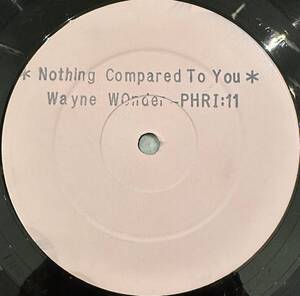 * Nothing Compared To You *
Wayne WOnder -PHRI:11